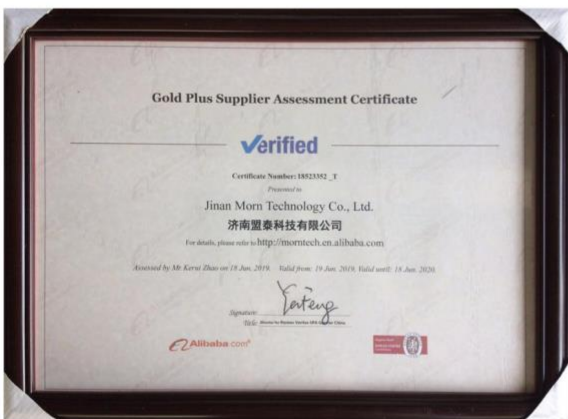 Gold Plus Supplier Assessment Certificate
Verified
Certificate Number: 18523352 _T
Presented to
Jinan Morn Technology Co., Ltd.
济南盟泰科技有限公司
For details, please refer to http://morntech.en.alibaba.com
Assessed by Mr. Kerui Zhao on 19 Jun. 2019. Valid from: 19 Jun. 2019, Valid until: 18 Jun. 2020.
Signature:
Title:
Alibaba.com®